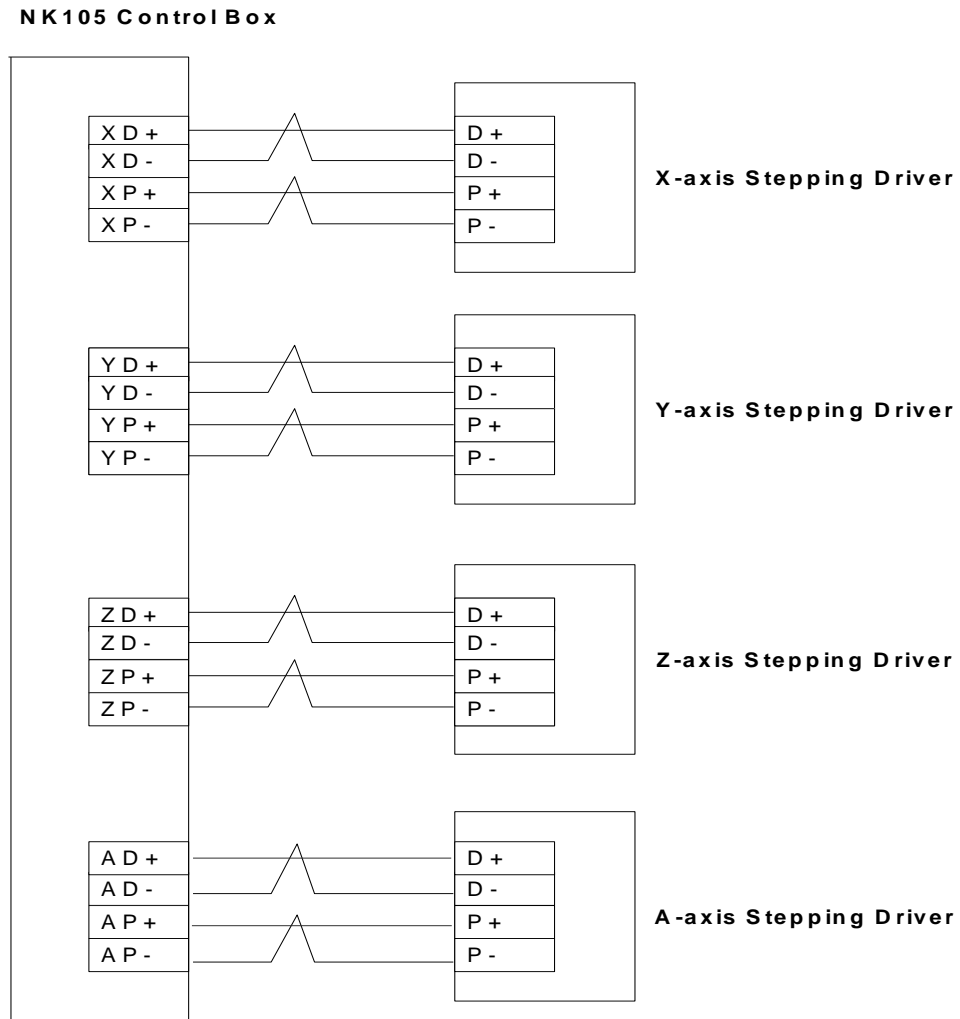 NK105 Control Box
XD+
XD-
XP+
XP-
D+
D-
P+
P-
X-axis Stepping Driver
YD+
YD-
YP+
YP-
D+
D-
P+
P-
Y-axis Stepping Driver
ZD+
ZD-
ZP+
ZP-
D+
D-
P+
P-
Z-axis Stepping Driver
AD+
AD-
AP+
AP-
D+
D-
P+
P-
A-axis Stepping Driver